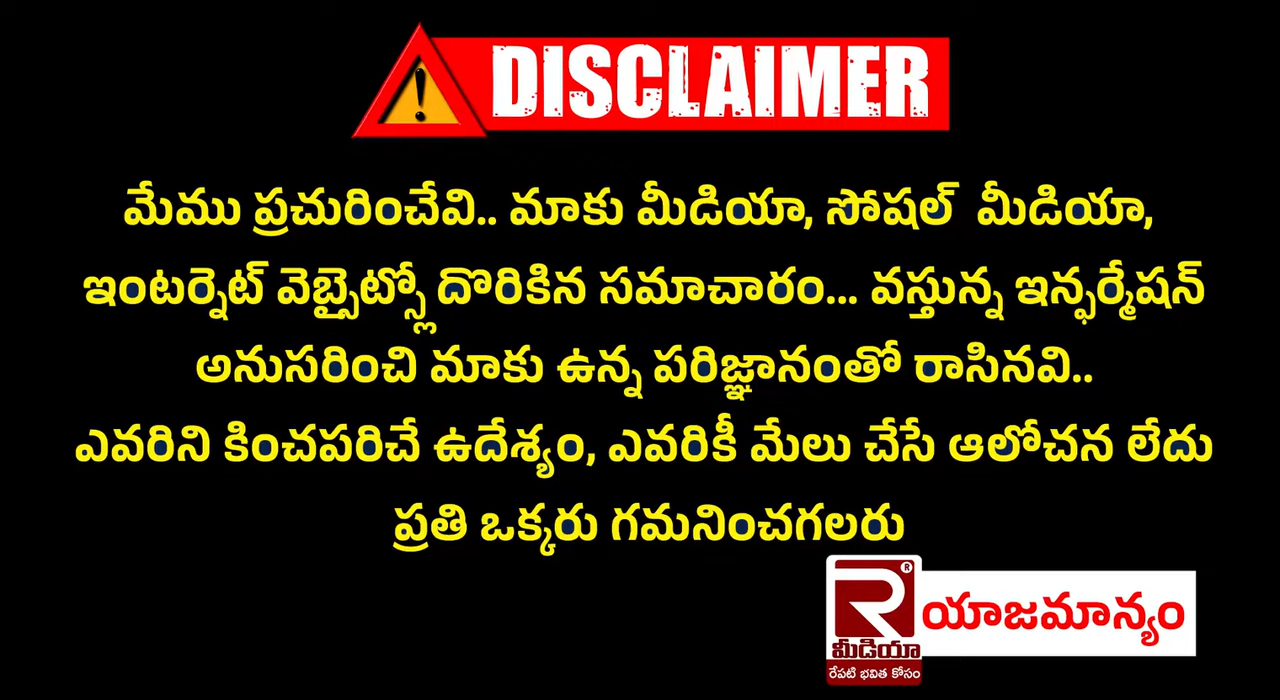 DISCLAIMER
మేము ప్రచురించేవి.. మాకు మీడియా, సోషల్ మీడియా,
ఇంటర్నెట్ వెబ్సైట్స్లో దొరికిన సమాచారం... వస్తున్న ఇన్ఫర్మేషన్
అనుసరించి మాకు ఉన్న పరిజ్ఞానంతో రాసినవి..
ఎవరిని కించపరిచే ఉదేశ్యం, ఎవరికీ మేలు చేసే ఆలోచన లేదు
ప్రతి ఒక్కరు గమనించగలరు
R ®
మీడియా
రేపటి భవిత కోసం
యాజమాన్యం